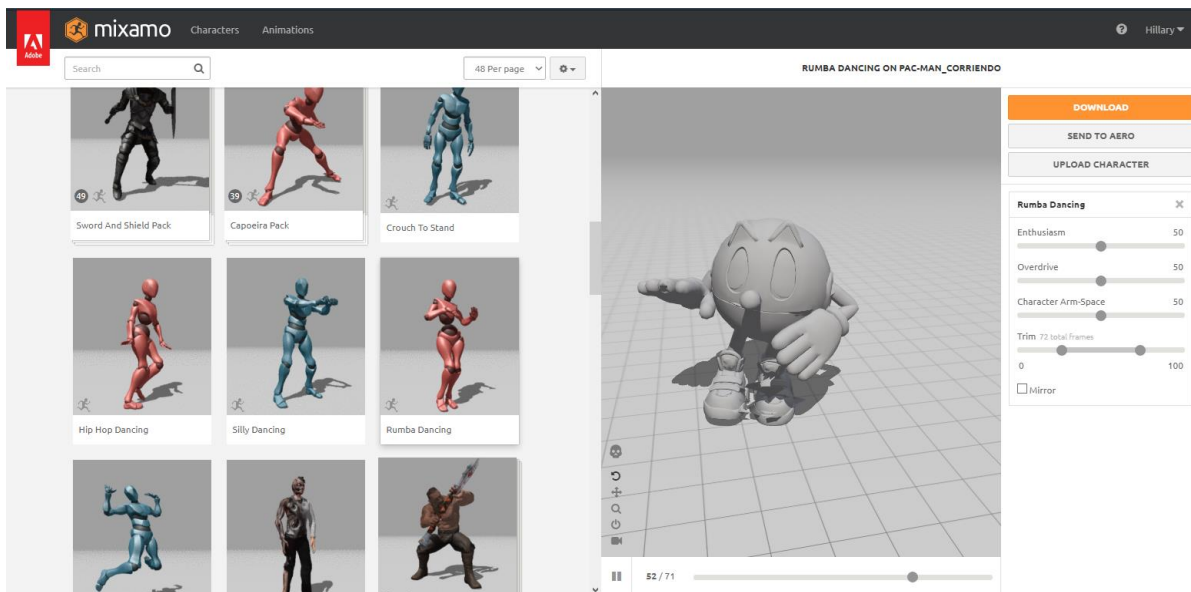 Adobe
mixamo
Characters
Animations
Hillary
Search
48 Per page
RUMBA DANCING ON PAC-MAN_CORRIENDO
49
Sword And Shield Pack
39
Capoeira Pack
Crouch To Stand
Hip Hop Dancing
Silly Dancing
Rumba Dancing
52 / 71
DOWNLOAD
SEND TO AERO
UPLOAD CHARACTER
Rumba Dancing
Enthusiasm 50
Overdrive 50
Character Arm-Space 50
Trim 72 total frames
0 100
Mirror